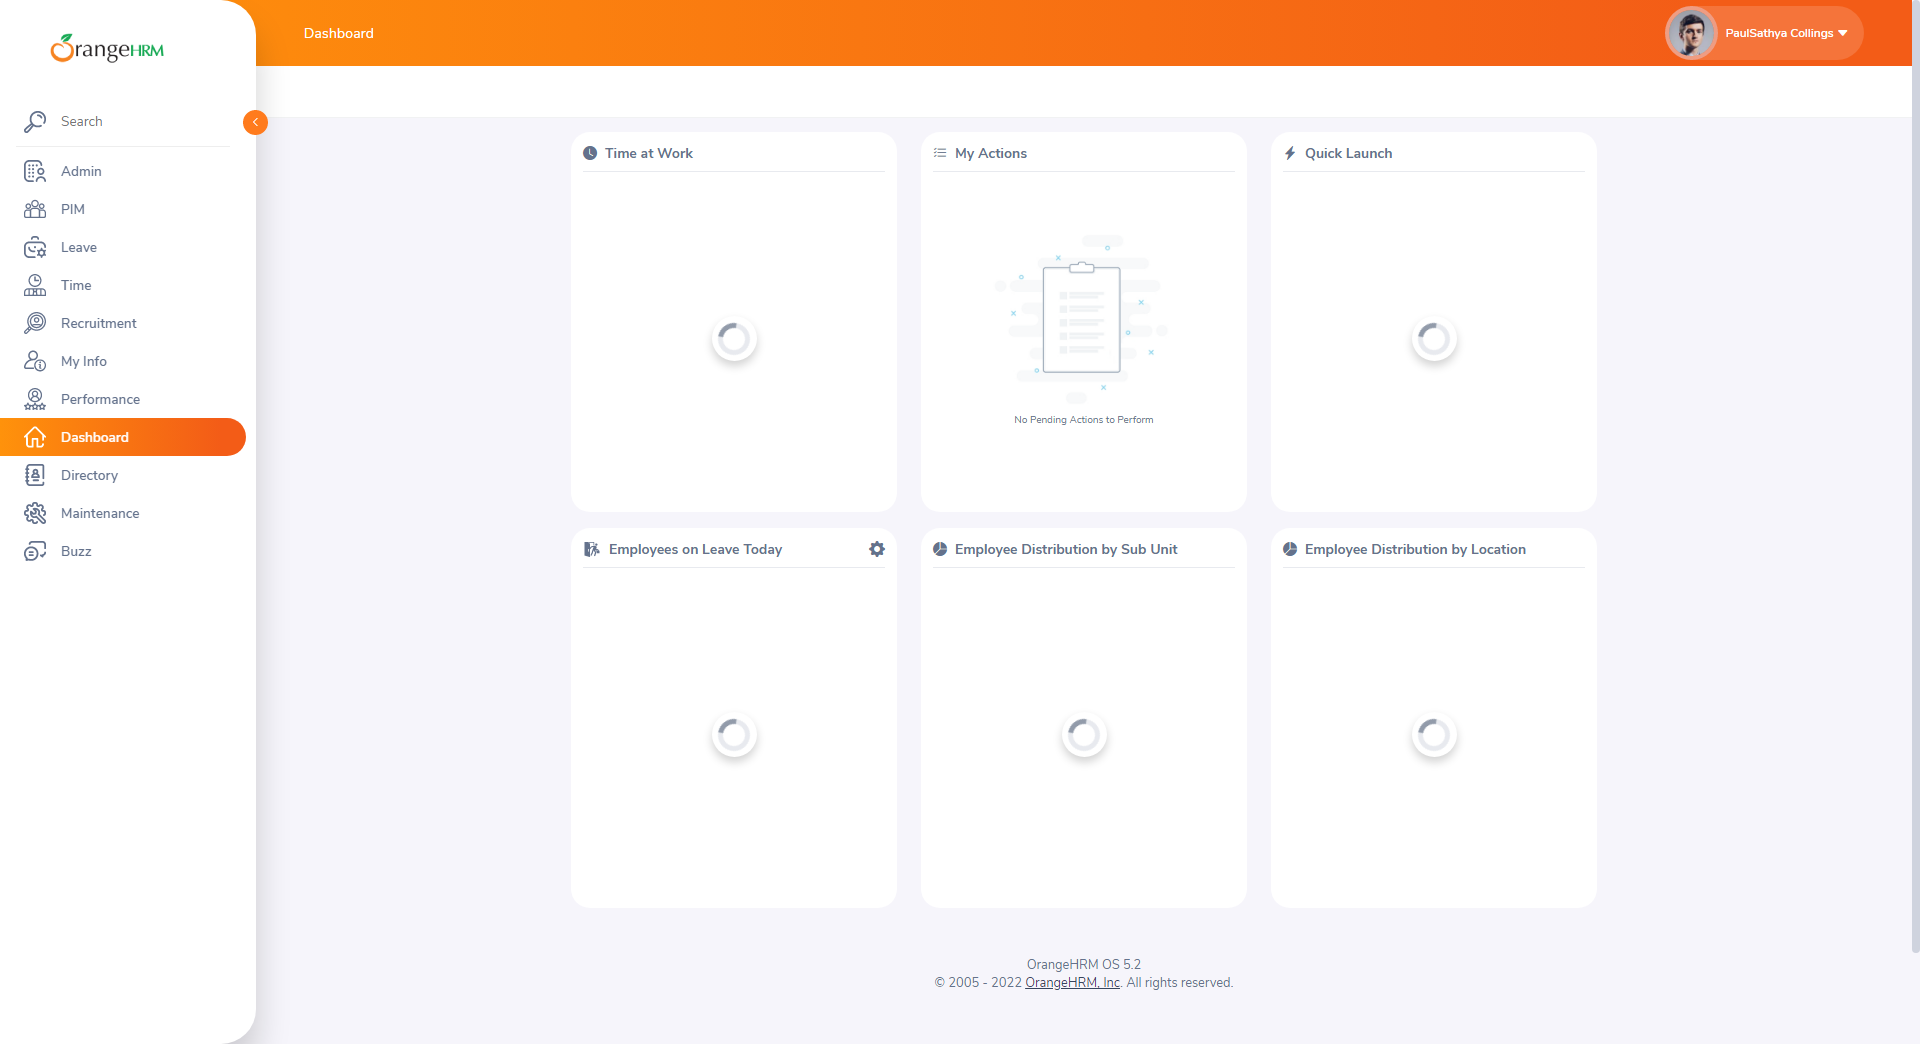 OrangeHRM
Dashboard
PaulSathya Collings
Search
Admin
PIM
Leave
Time
Recruitment
My Info
Performance
Dashboard
Directory
Maintenance
Buzz
Time at Work
My Actions
No Pending Actions to Perform
Quick Launch
Employees on Leave Today
Employee Distribution by Sub Unit
Employee Distribution by Location
OrangeHRM OS 5.2
© 2005 - 2022 OrangeHRM, Inc. All rights reserved.